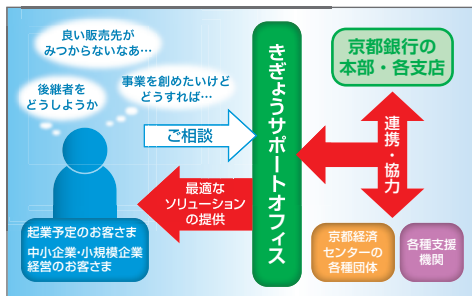 良い販売先が
みつからないなあ…
事業を創めたいけど
どうすれば…
後継者を
どうしようか
ご相談
最適な
ソリューション
の提供
起業予定のお客さま
中小企業・小規模企業
経営のお客さま
きぎょうサポートオフィス
京都銀行の
本部・各支店
連携・協力
京都経済
センターの
各種団体
各種支援
機関